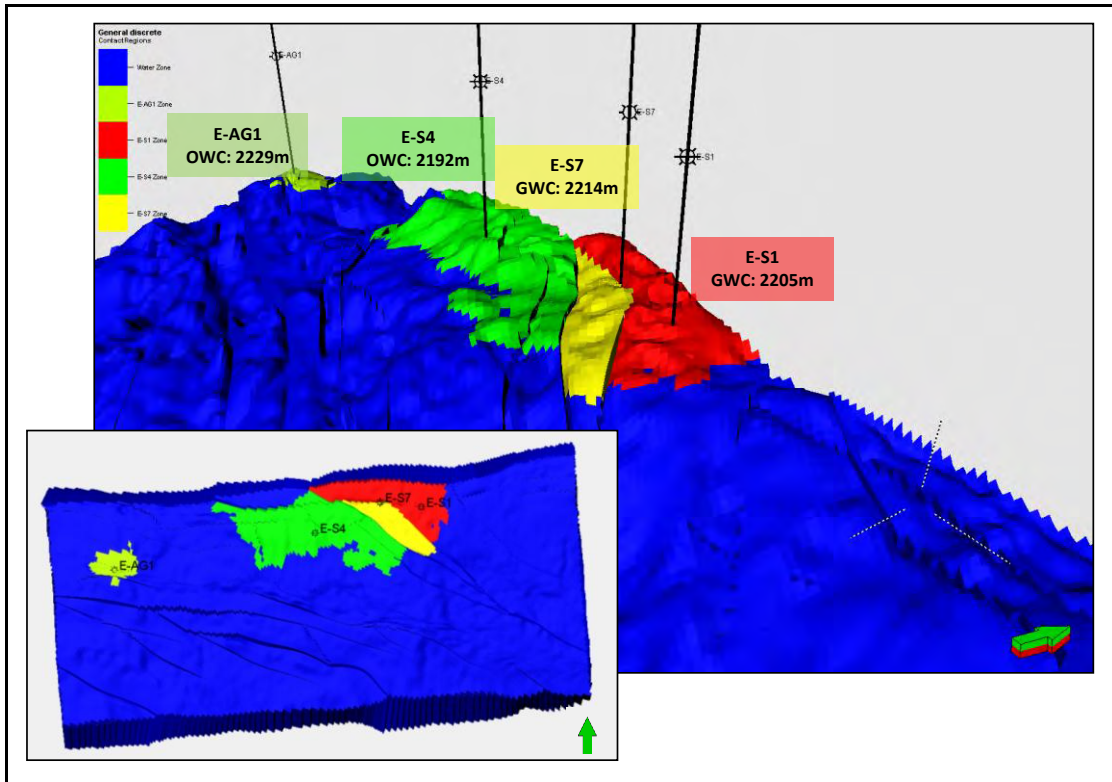 General discrete
Contact Regions
Water Zone
E-AG1 Zone
E-S1 Zone
E-S4 Zone
E-S7 Zone
E-AG1
E-S4
E-S7
E-S1
E-AG1
OWC: 2229m
E-S4
OWC: 2192m
E-S7
GWC: 2214m
E-S1
GWC: 2205m
E-S7
E-S1
E-S4
E-AG1